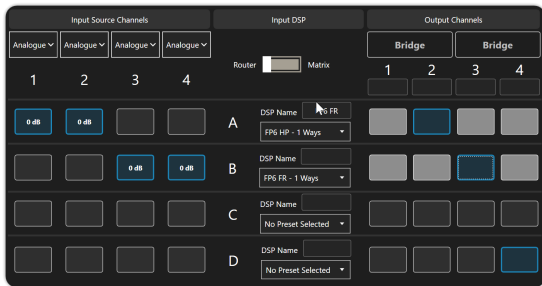 Input Source Channels
Input DSP
Output Channels
Analogue Analogue Analogue Analogue
Router Matrix
Bridge Bridge
1 2 3 4
1 2 3 4
0 dB 0 dB
A
DSP Name
6 FR
FP6 HP - 1 Ways
0 dB 0 dB
B
DSP Name
FP6 FR - 1 Ways
C
DSP Name
No Preset Selected
D
DSP Name
No Preset Selected